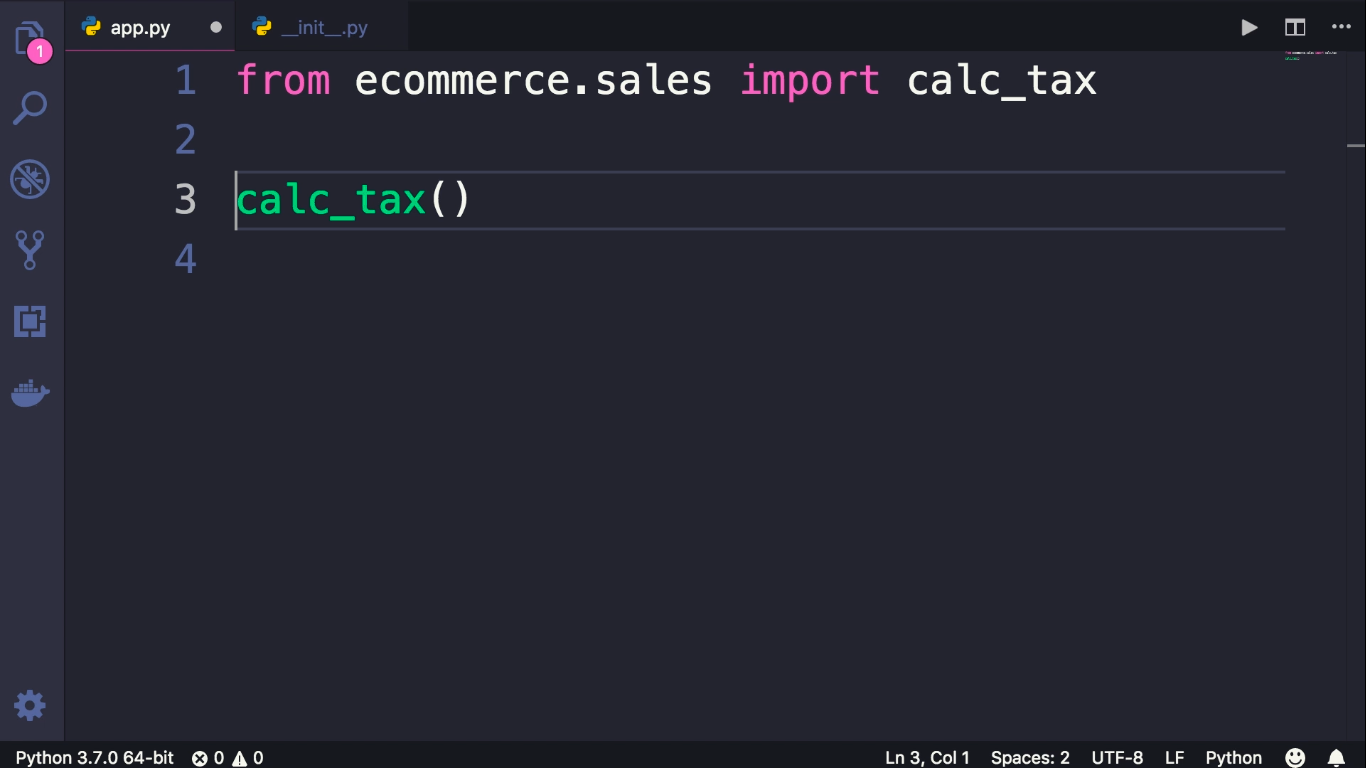 app.py
__init__.py
1
1 from ecommerce.sales import calc_tax
2
3 calc_tax()
4
Python 3.7.0 64-bit 0 0 Ln 3, Col 1 Spaces: 2 UTF-8 LF Python